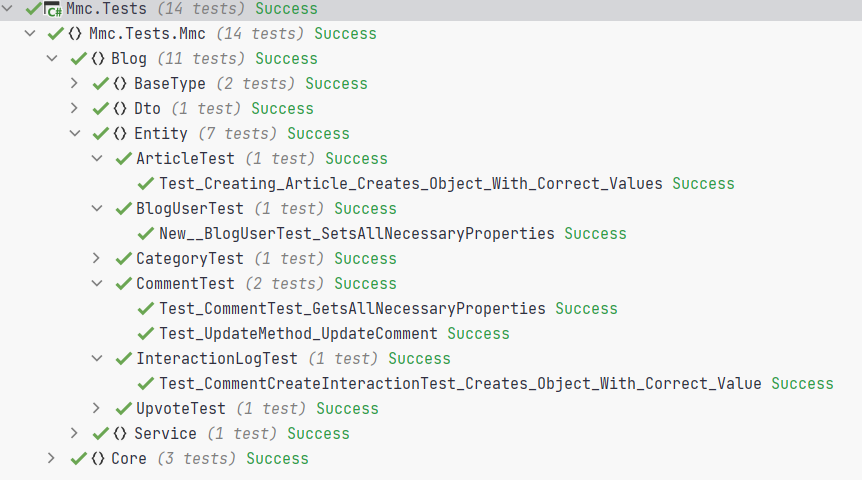 C# Mmc.Tests (14 tests) Success
{} Mmc.Tests.Mmc (14 tests) Success
{} Blog (11 tests) Success
{} BaseType (2 tests) Success
{} Dto (1 test) Success
{} Entity (7 tests) Success
ArticleTest (1 test) Success
Test_Creating_Article_Creates_Object_With_Correct_Values Success
BlogUserTest (1 test) Success
New__BlogUserTest_SetsAllNecessaryProperties Success
CategoryTest (1 test) Success
CommentTest (2 tests) Success
Test_CommentTest_GetsAllNecessaryProperties Success
Test_UpdateMethod_UpdateComment Success
InteractionLogTest (1 test) Success
Test_CommentCreateInteractionTest_Creates_Object_With_Correct_Value Success
UpvoteTest (1 test) Success
{} Service (1 test) Success
{} Core (3 tests) Success